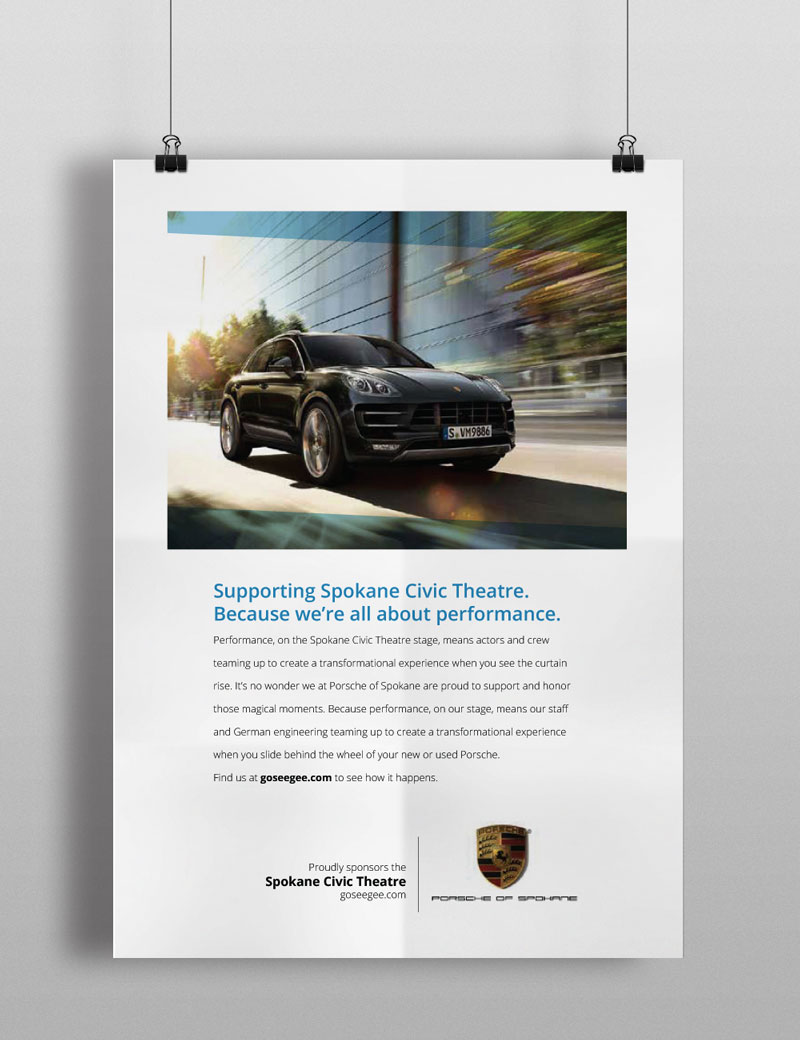 S VM9886
Supporting Spokane Civic Theatre.
Because we're all about performance.
Performance, on the Spokane Civic Theatre stage, means actors and crew
teaming up to create a transformational experience when you see the curtain
rise. It's no wonder we at Porsche of Spokane are proud to support and honor
those magical moments. Because performance, on our stage, means our staff
and German engineering teaming up to create a transformational experience
when you slide behind the wheel of your new or used Porsche.
Find us at goseegee.com to see how it happens.
Proudly sponsors the
Spokane Civic Theatre
goseegee.com
PORSCHE
PORSCHE OF SPOKANE